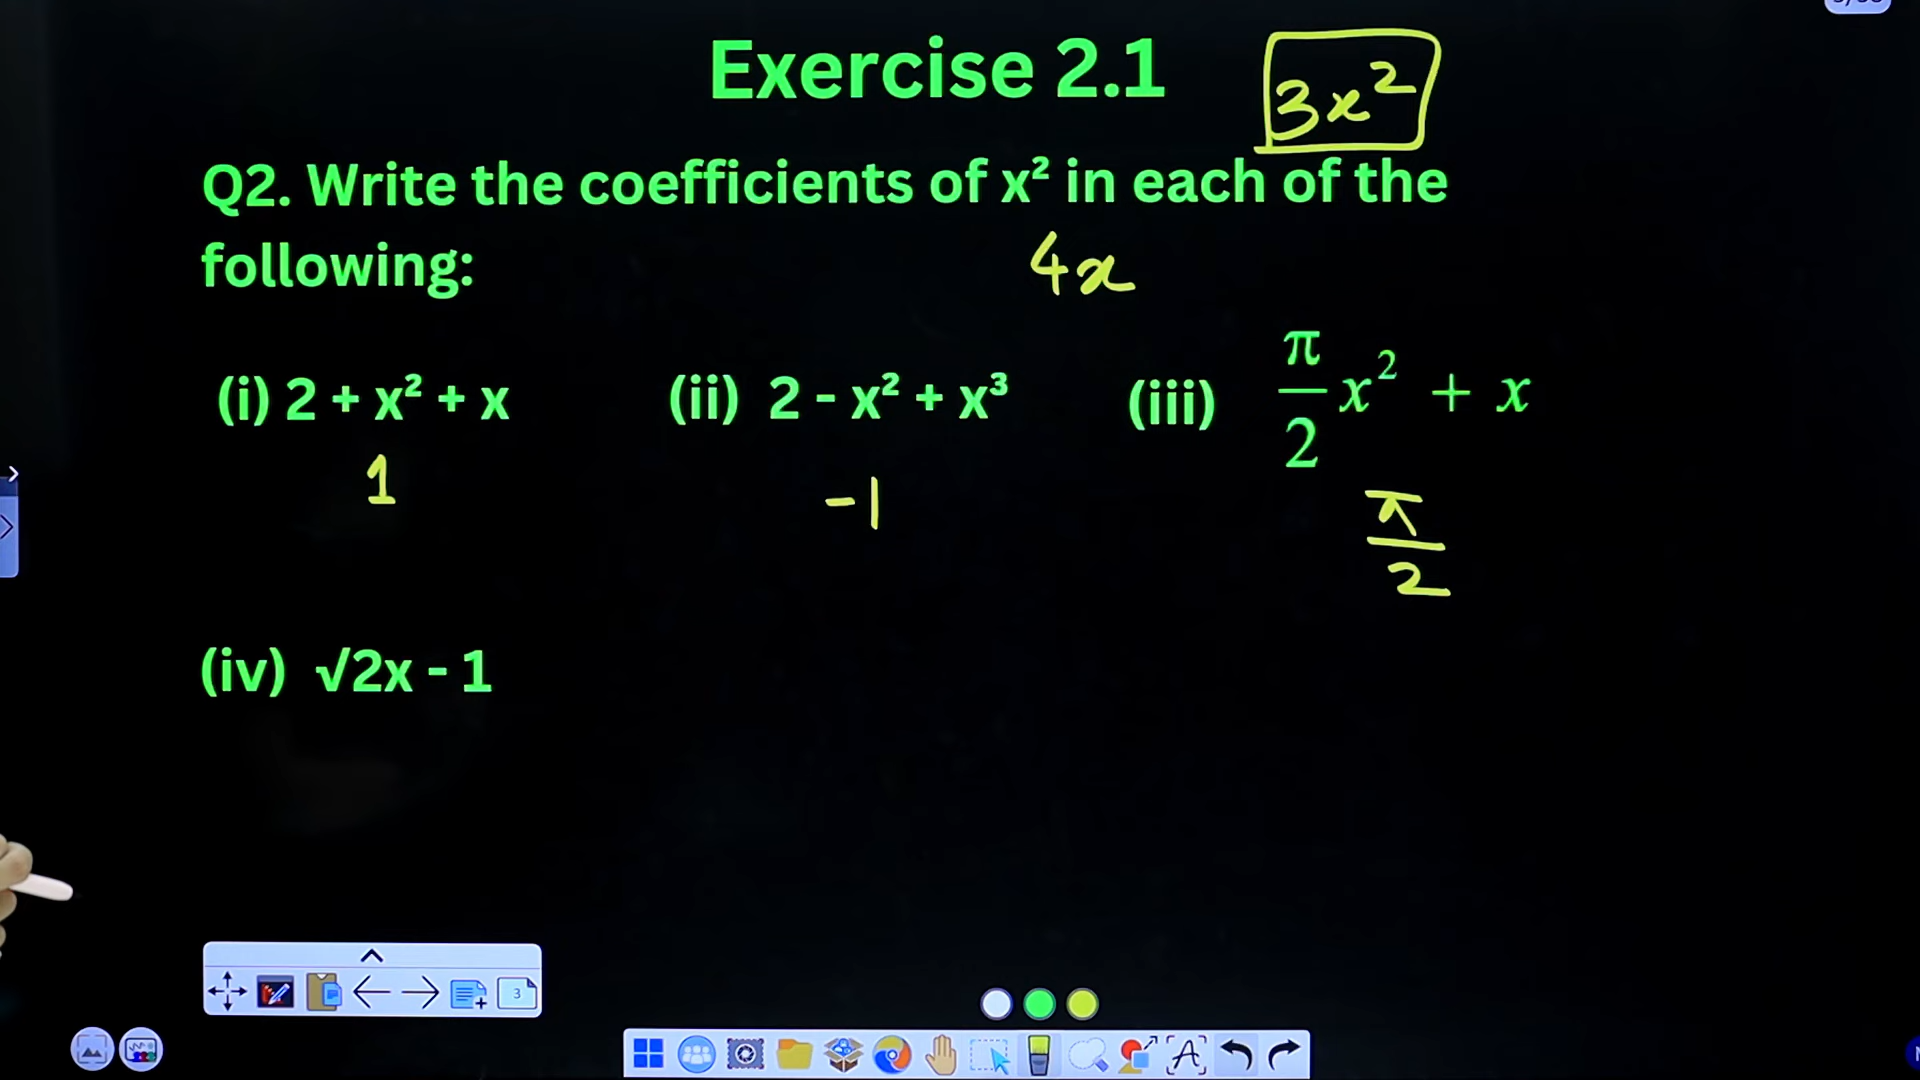 Exercise 2.1
3x²
Q2. Write the coefficients of x² in each of the
following:
4x
(i) 2 + x² + x
(ii) 2 - x² + x³
(iii) π/2 x² + x
1
-1
π/2
(iv) √2x - 1
3